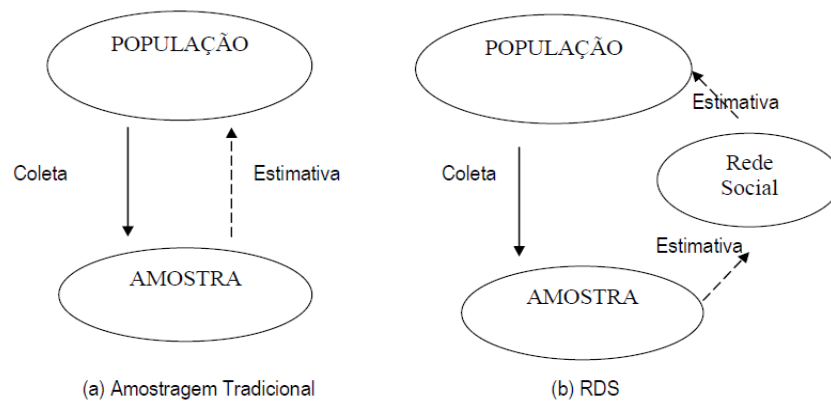 POPULAÇÃO
Coleta
Estimativa
AMOSTRA
(a) Amostragem Tradicional
POPULAÇÃO
Estimativa
Rede
Social
Coleta
Estimativa
AMOSTRA
(b) RDS